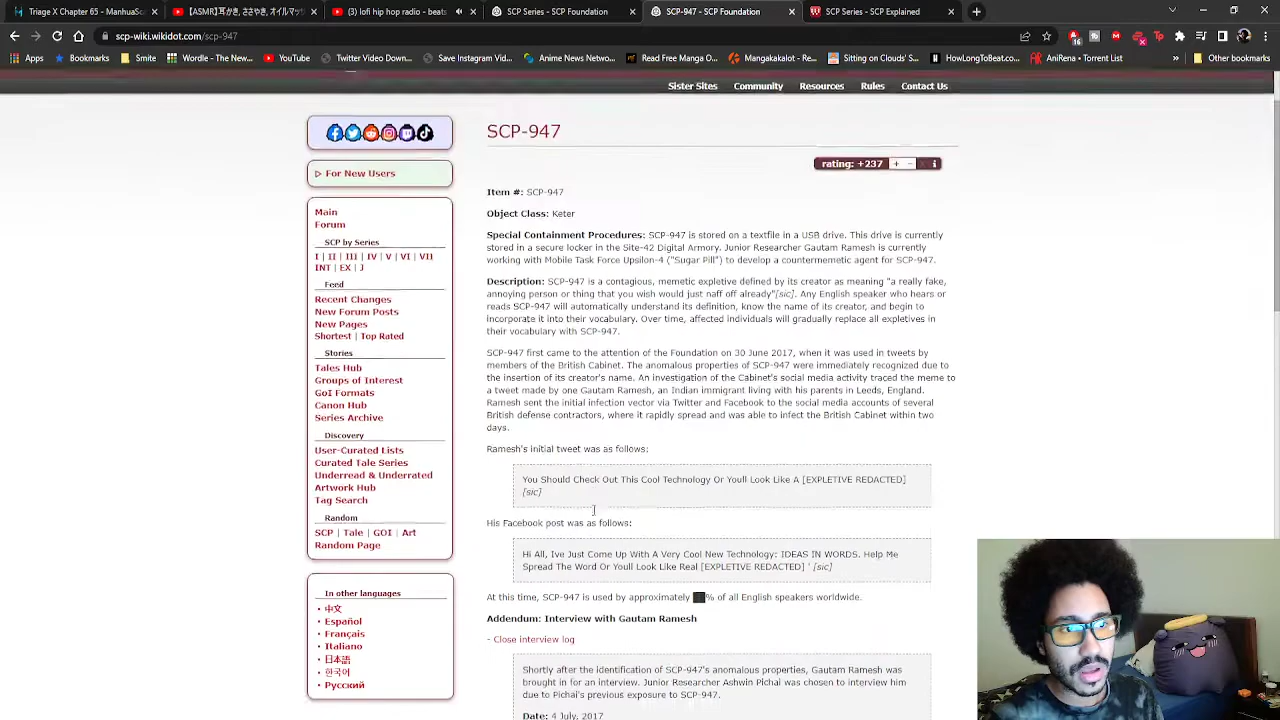 Triage X Chapter 65 - ManhuaSc
【ASMR】耳かき、ささやき、オイルマッ
(3) lofi hip hop radio - be
SCP Series - SCP Foundation
SCP-947 - SCP Foundation
SCP Series - SCP Explained
scp-wiki.wikidot.com/scp-947
16
Apps
Bookmarks
Smite
Wordle - The New...
YouTube
Twitter Video Down...
Save Instagram Vid...
Anime News Netwo...
Read Free Manga O...
Mangakakalot - Re...
Sitting on Clouds' S...
HowLongToBeat.co...
AniRena | Torrent List
»
Other bookmarks
Sister Sites
Community
Resources
Rules
Contact Us
▷ For New Users
Main
Forum
SCP by Series
I | II | III | IV | V | VI | VII
INT | EX | J
Feed
Recent Changes
New Forum Posts
New Pages
Shortest | Top Rated
Stories
Tales Hub
Groups of Interest
GoI Formats
Canon Hub
Series Archive
Discovery
User-Curated Lists
Curated Tale Series
Underread & Underrated
Artwork Hub
Tag Search
Random
SCP | Tale | GOI | Art
Random Page
In other languages
中文
Español
Français
Italiano
日本語
한국어
Русский
SCP-947
rating: +237 + – x i
Item #: SCP-947
Object Class: Keter
Special Containment Procedures: SCP-947 is stored on a textfile in a USB drive. This drive is currently
stored in a secure locker in the Site-42 Digital Armory. Junior Researcher Gautam Ramesh is currently
working with Mobile Task Force Upsilon-4 ("Sugar Pill") to develop a countermemetic agent for SCP-947.
Description: SCP-947 is a contagious, memetic expletive defined by its creator as meaning "a really fake,
annoying person or thing that you wish would just naff off already"[sic]. Any English speaker who hears or
reads SCP-947 will automatically understand its definition, know the name of its creator, and begin to
incorporate it into their vocabulary. Over time, affected individuals will gradually replace all expletives in
their vocabulary with SCP-947.
SCP-947 first came to the attention of the Foundation on 30 June 2017, when it was used in tweets by
members of the British Cabinet. The anomalous properties of SCP-947 were immediately recognized due to
the insertion of its creator's name. An investigation of the Cabinet's social media activity traced the meme to
a tweet made by one Gautam Ramesh, an Indian immigrant living with his parents in Leeds, England.
Ramesh sent the initial infection vector via Twitter and Facebook to the social media accounts of several
British defense contractors, where it rapidly spread and was able to infect the British Cabinet within two
days.
Ramesh's initial tweet was as follows:
You Should Check Out This Cool Technology Or Youll Look Like A [EXPLETIVE REDACTED]
[sic]
His Facebook post was as follows:
Hi All, Ive Just Come Up With A Very Cool New Technology: IDEAS IN WORDS. Help Me
Spread The Word Or Youll Look Like Real [EXPLETIVE REDACTED] ' [sic]
At this time, SCP-947 is used by approximately ██% of all English speakers worldwide.
Addendum: Interview with Gautam Ramesh
- Close interview log
Shortly after the identification of SCP-947's anomalous properties, Gautam Ramesh was
brought in for an interview. Junior Researcher Ashwin Pichai was chosen to interview him
due to Pichai's previous exposure to SCP-947.
Date: 4 July, 2017